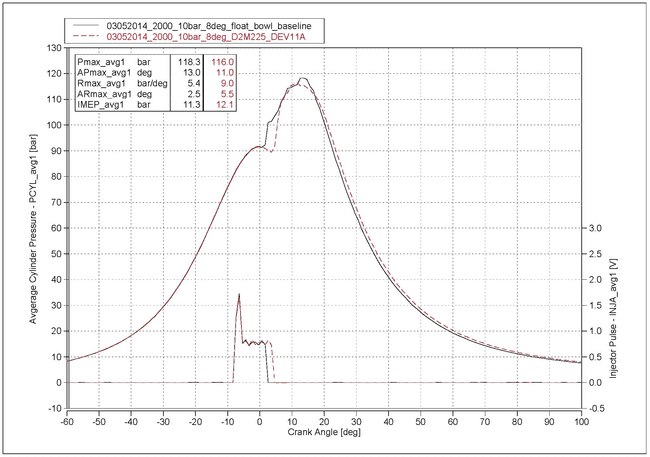 03052014_2000_10bar_8deg_float_bowl_baseline
03052014_2000_10bar_8deg_D2M225_DEV11A
Pmax_avg1 bar 118.3 116.0
APmax_avg1 deg 13.0 11.0
Rmax_avg1 bar/deg 5.4 9.0
ARmax_avg1 deg 2.5 5.5
IMEP_avg1 bar 11.3 12.1
Avgerage Cylinder Pressure - PCYL_avg1 [bar]
130
120
110
100
90
80
70
60
50
40
30
20
10
0
-10
3.0
2.5
2.0
1.5
1.0
0.5
0.0
-0.5
Injector Pulse - INJA_avg1 [V]
-60 -50 -40 -30 -20 -10 0 10 20 30 40 50 60 70 80 90 100
Crank Angle [deg]